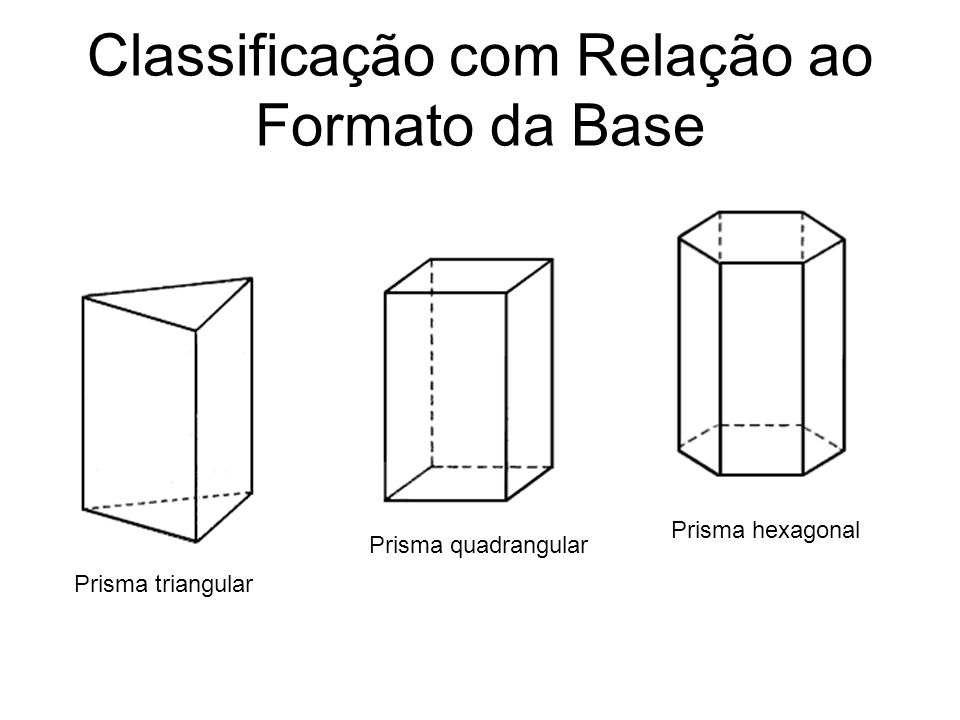 Classificação com Relação ao
Formato da Base
Prisma triangular
Prisma quadrangular
Prisma hexagonal